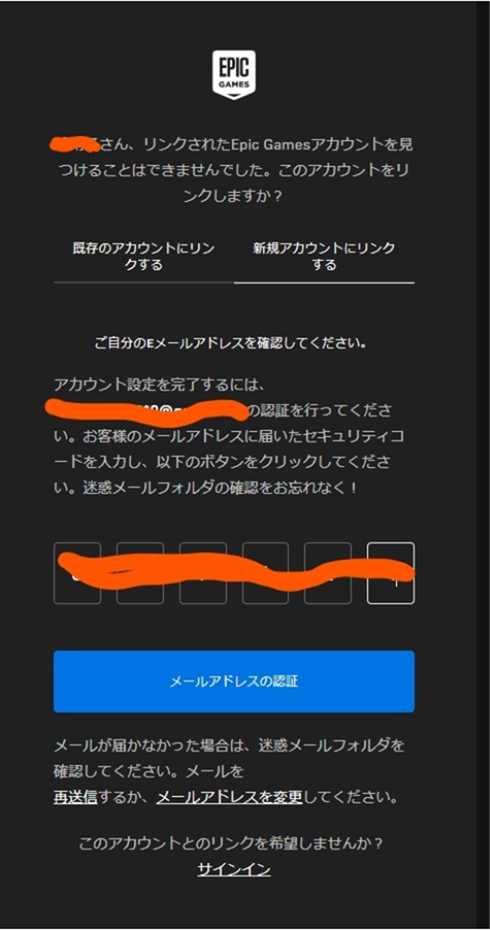 EPIC
GAMES
さん、リンクされたEpic Gamesアカウントを見
つけることはできませんでした。このアカウントをリ
ンクしますか？
既存のアカウントにリン
クする
新規アカウントにリンク
する
ご自分のEメールアドレスを確認してください。
アカウント設定を完了するには、
の認証を行ってくださ
い。お客様のメールアドレスに届いたセキュリティコ
ードを入力し、以下のボタンをクリックしてくださ
い。迷惑メールフォルダの確認をお忘れなく！
メールアドレスの認証
メールが届かなかった場合は、迷惑メールフォルダを
確認してください。メールを
再送信するか、メールアドレスを変更してください。
このアカウントとのリンクを希望しませんか？
サインイン